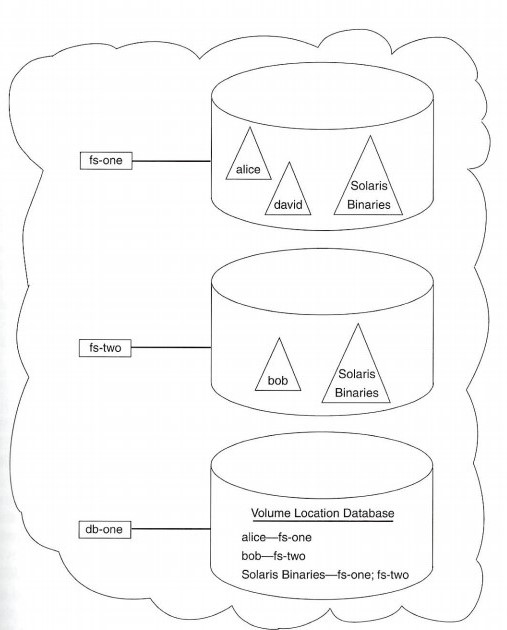 fs-one
alice
david
Solaris
Binaries
fs-two
bob
Solaris
Binaries
db-one
Volume Location Database
alice—fs-one
bob—fs-two
Solaris Binaries—fs-one; fs-two